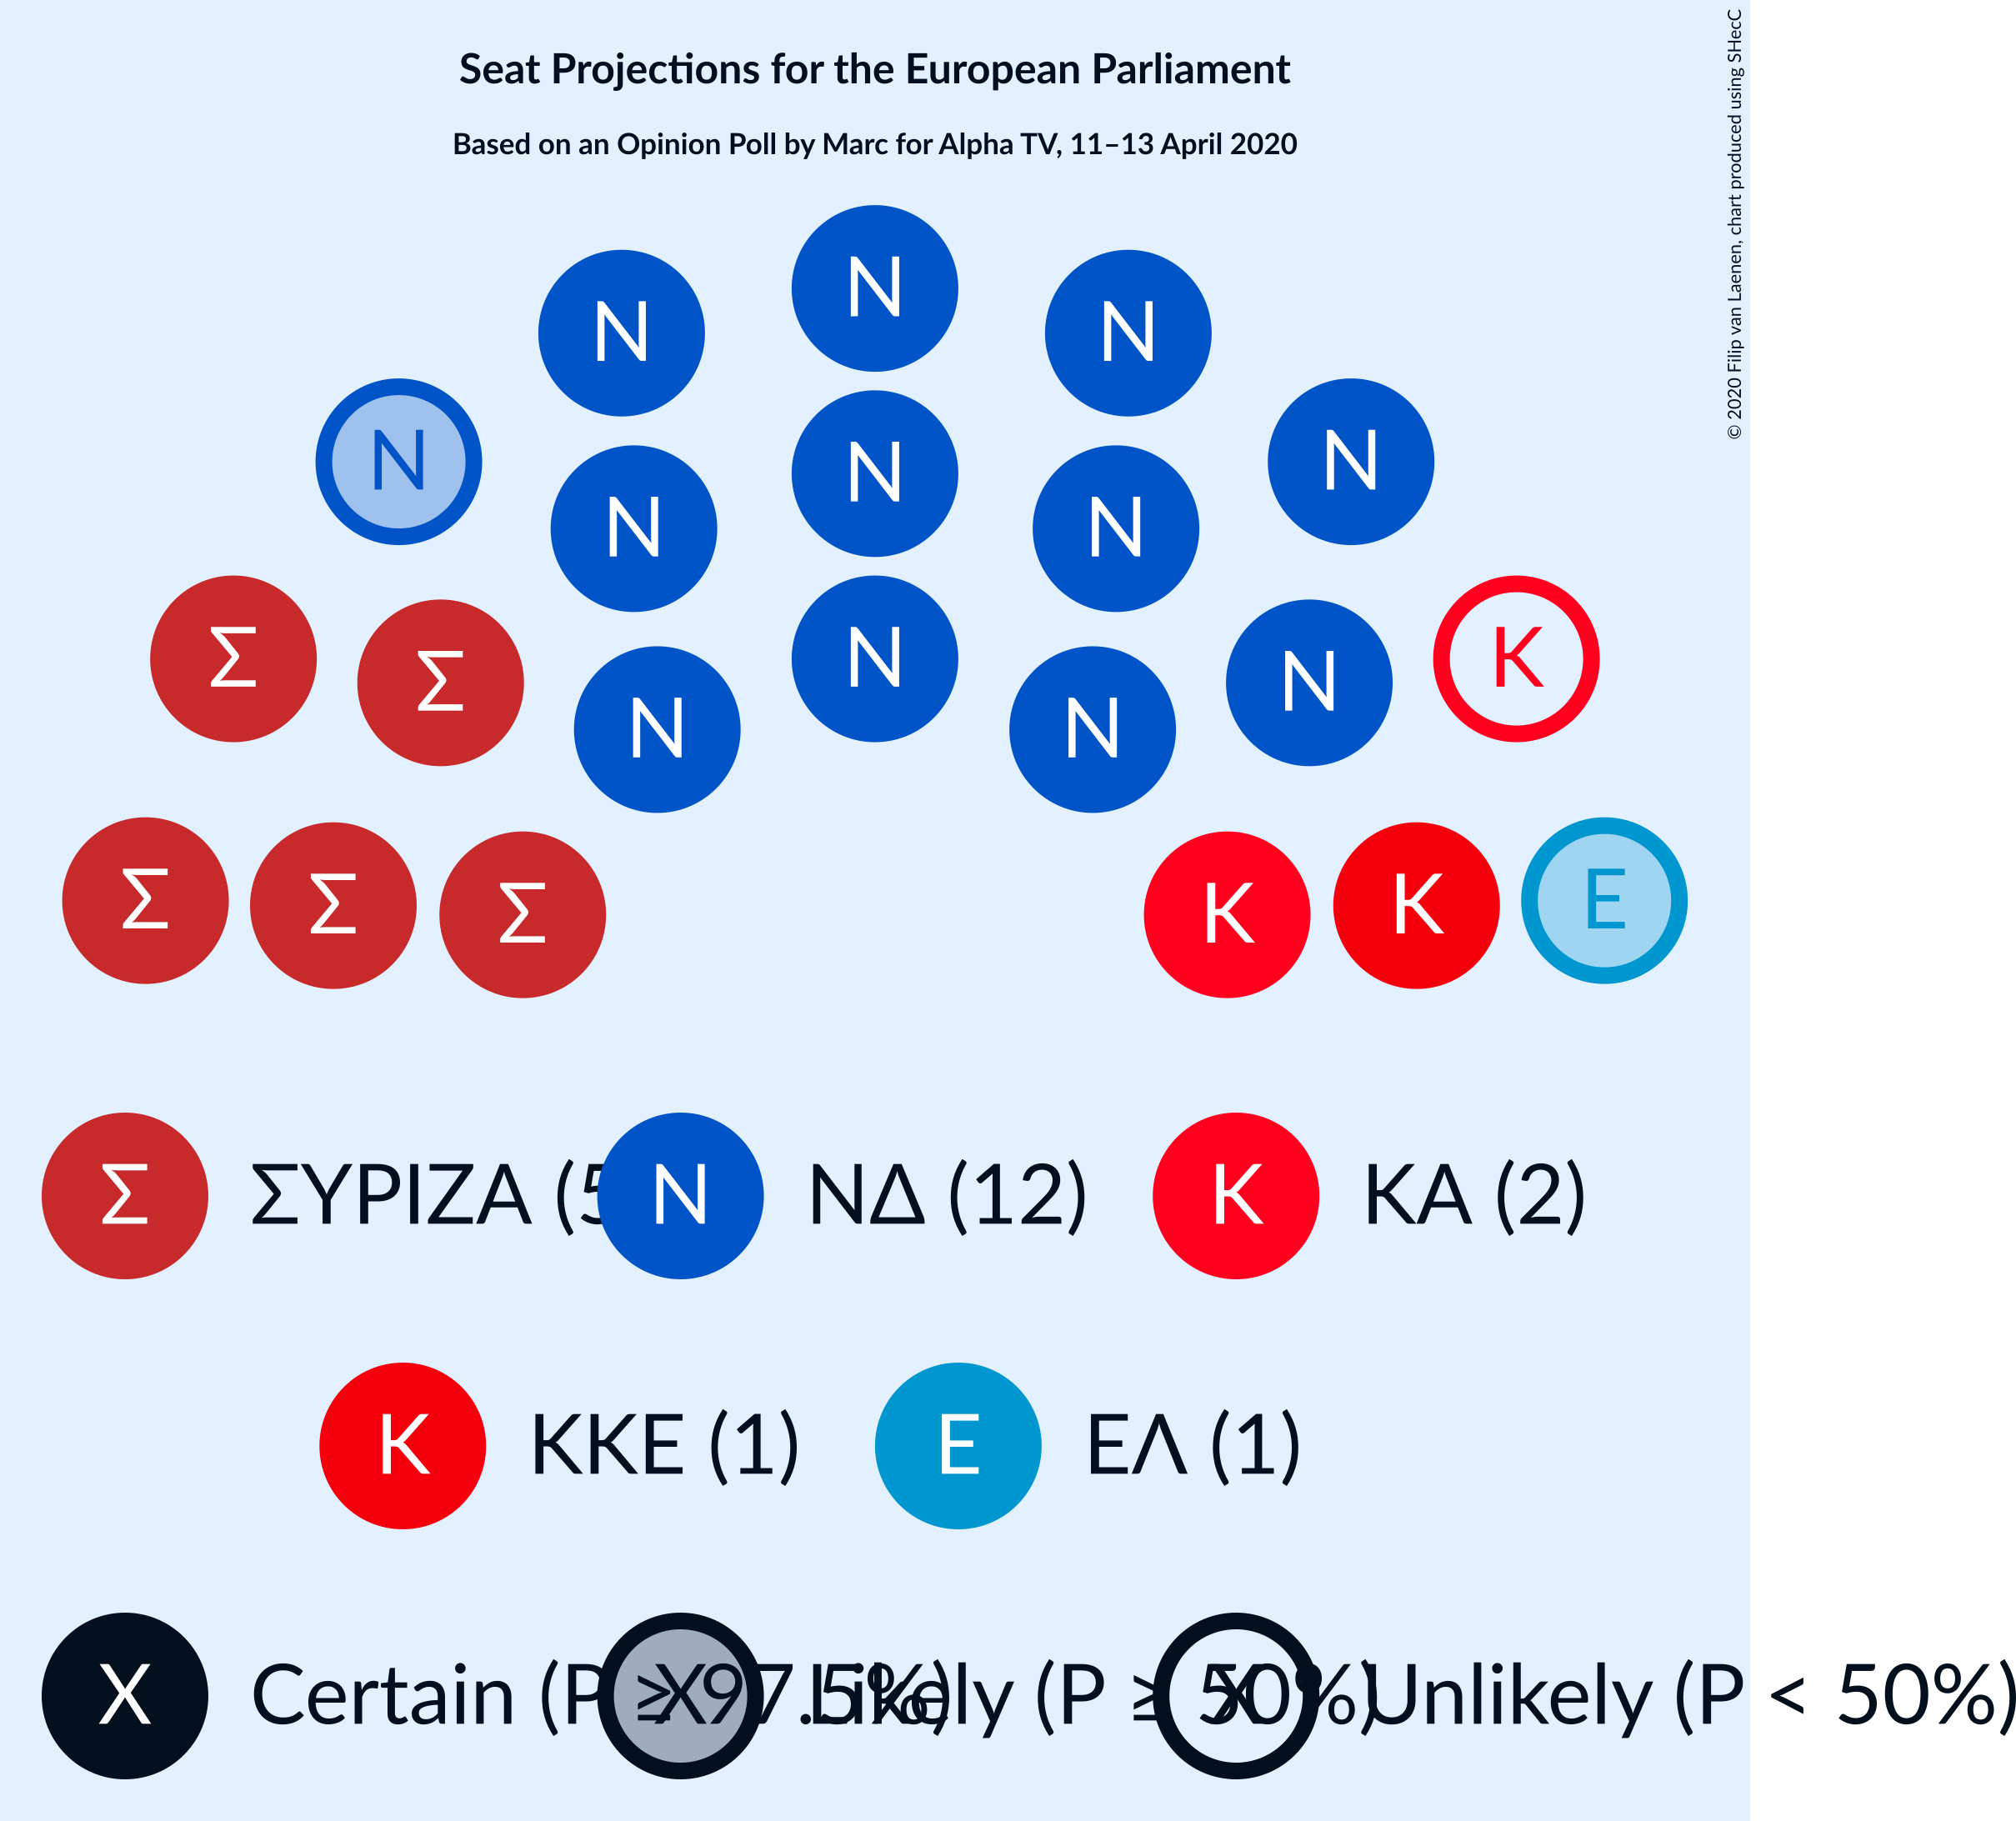 Seat Projections for the European Parliament
Based on an Opinion Poll by Marc for Alpha TV, 11–13 April 2020
© 2020 Filip van Laenen, chart produced using SHecC
N
N N
N N
N
N N
Σ K
N N
Σ N
N N
Σ Σ Σ K K E
Σ ΣΥΡΙΖΑ (5 N ΝΔ (12) K ΚΑ (2)
K ΚΚΕ (1) E ΕΛ (1)
X Certain (P ≥ 97.5%) X Likely (P ≥ 50%) X Unlikely (P < 50%)